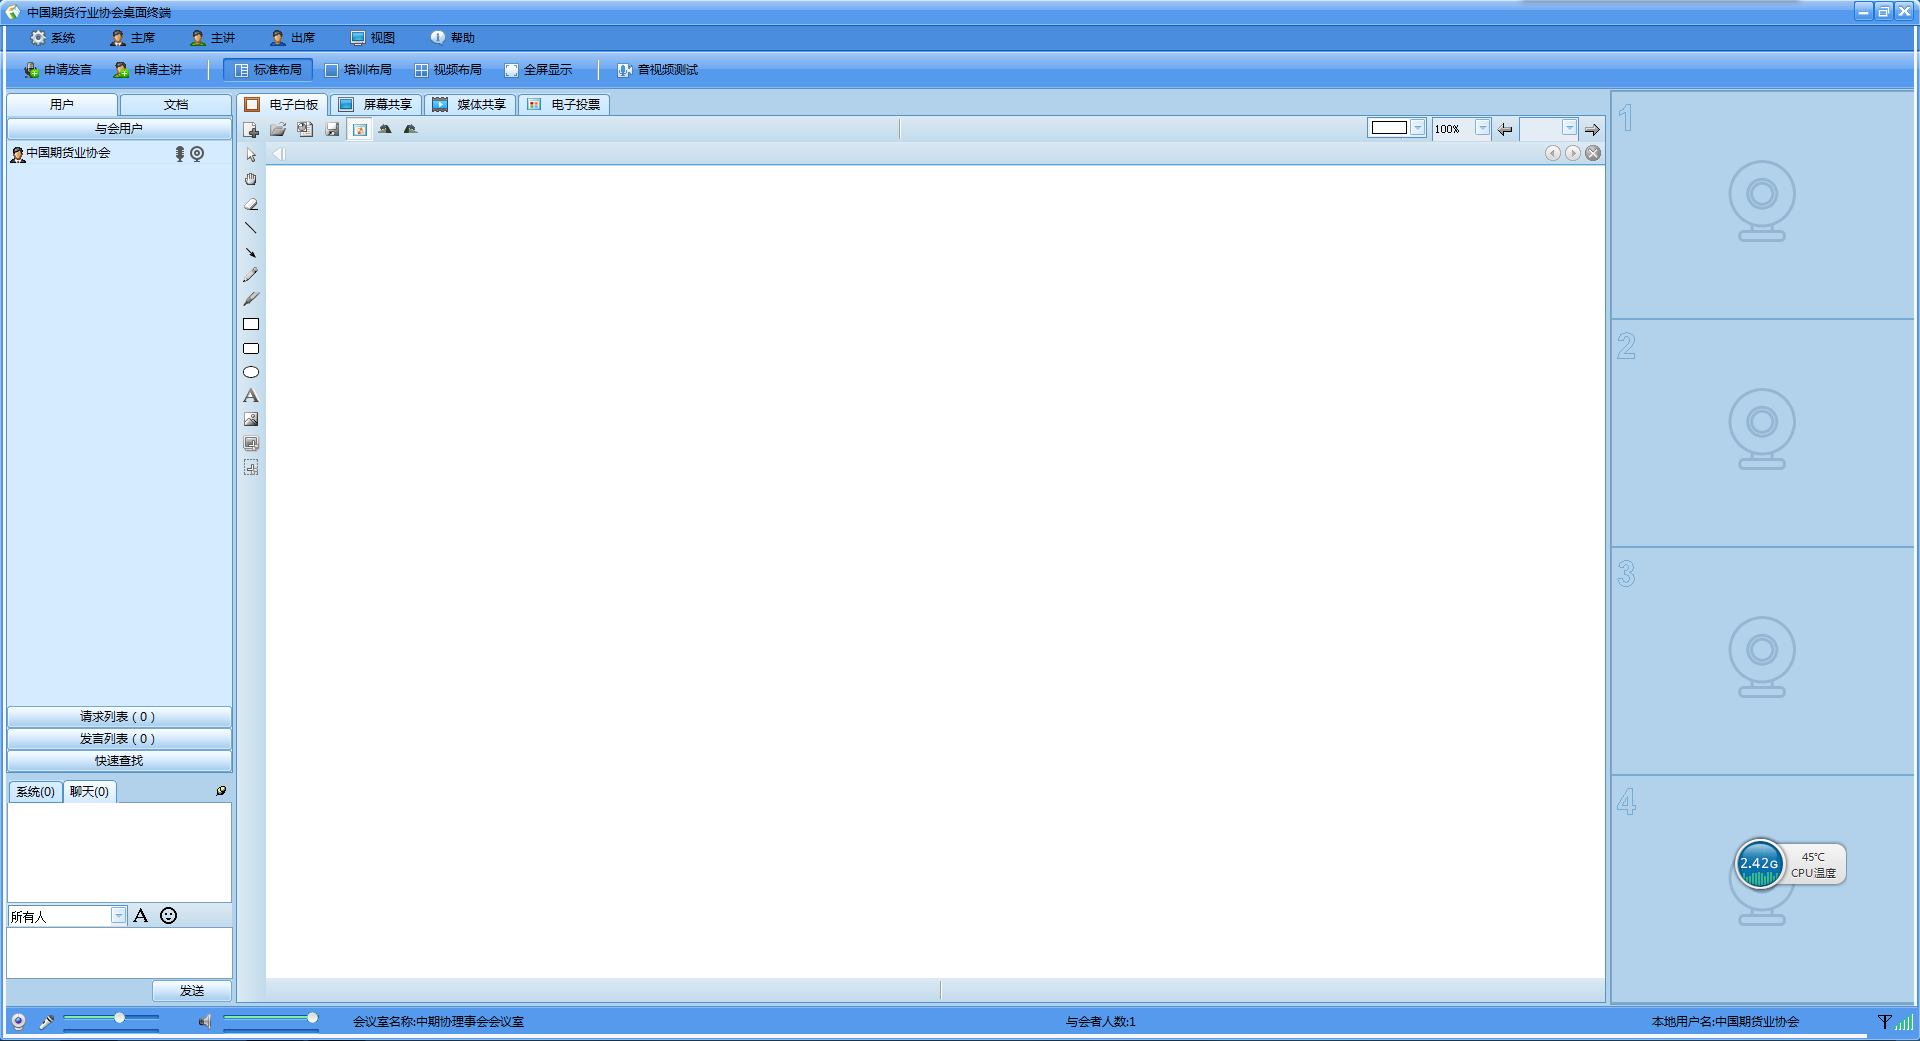 中国期货行业协会桌面终端
系统 主席 主讲 出席 视图 帮助
申请发言 申请主讲 标准布局 培训布局 视频布局 全屏显示 音视频测试
用户 文档 电子白板 屏幕共享 媒体共享 电子投票
与会用户
100%
中国期货业协会
1
2
3
4
请求列表 ( 0 )
发言列表 ( 0 )
快速查找
系统(0) 聊天(0)
2.42G
45℃
CPU温度
所有人 A
发送
会议室名称:中期协理事会会议室 与会者人数:1 本地用户名:中国期货业协会